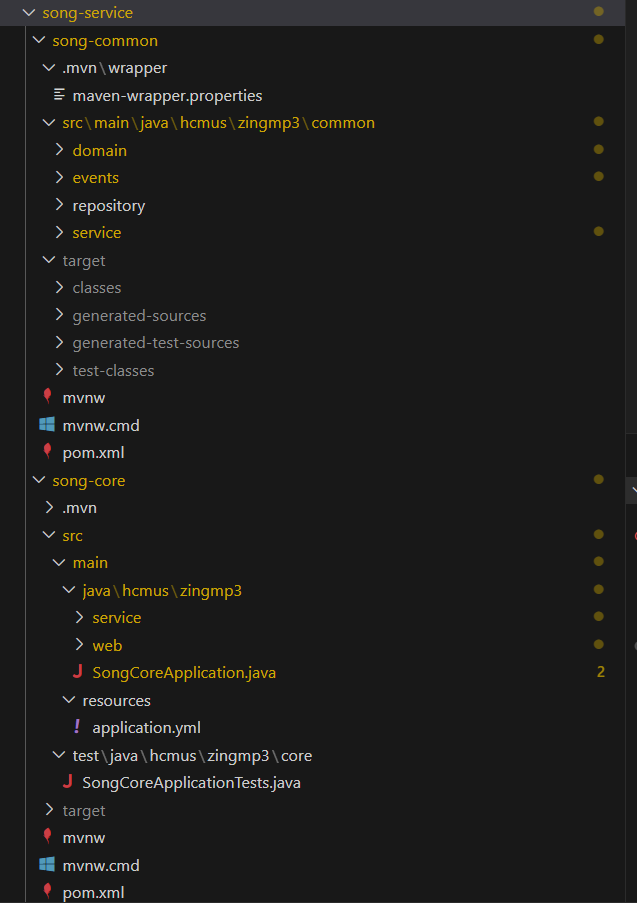 song-service
song-common
.mvn\wrapper
maven-wrapper.properties
src\main\java\hcmus\zingmp3\common
domain
events
repository
service
target
classes
generated-sources
generated-test-sources
test-classes
mvnw
mvnw.cmd
pom.xml
song-core
.mvn
src
main
java\hcmus\zingmp3
service
web
SongCoreApplication.java 2
resources
application.yml
test\java\hcmus\zingmp3\core
SongCoreApplicationTests.java
target
mvnw
mvnw.cmd
pom.xml